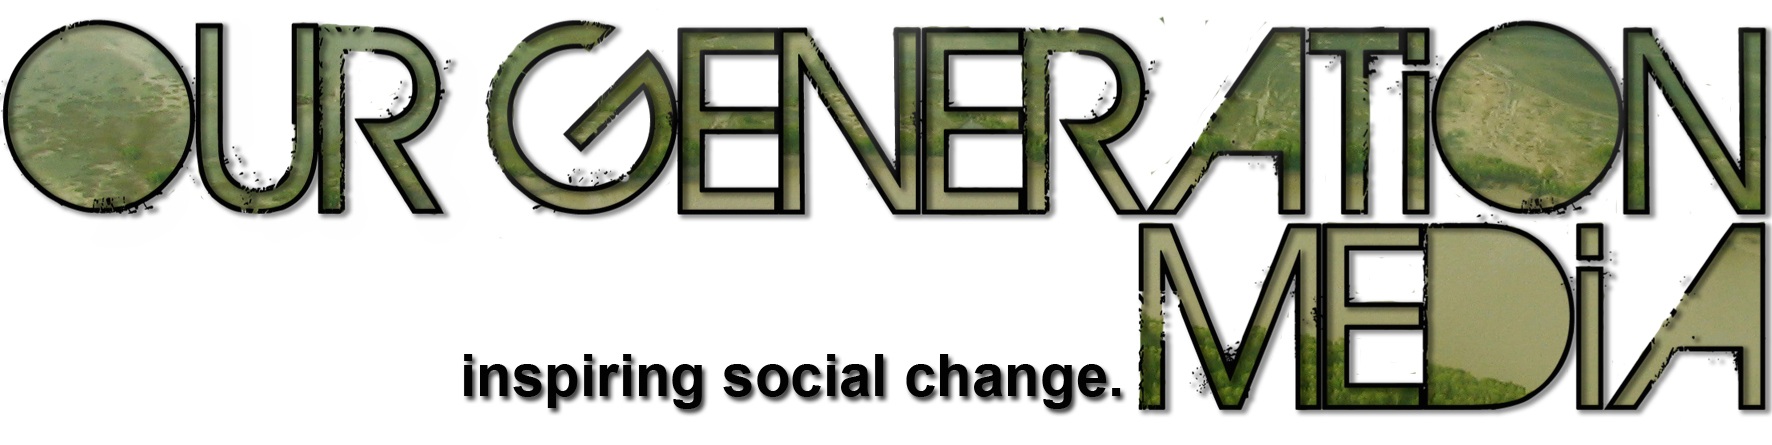 OUR GENERATiON
MEDiA
inspiring social change.